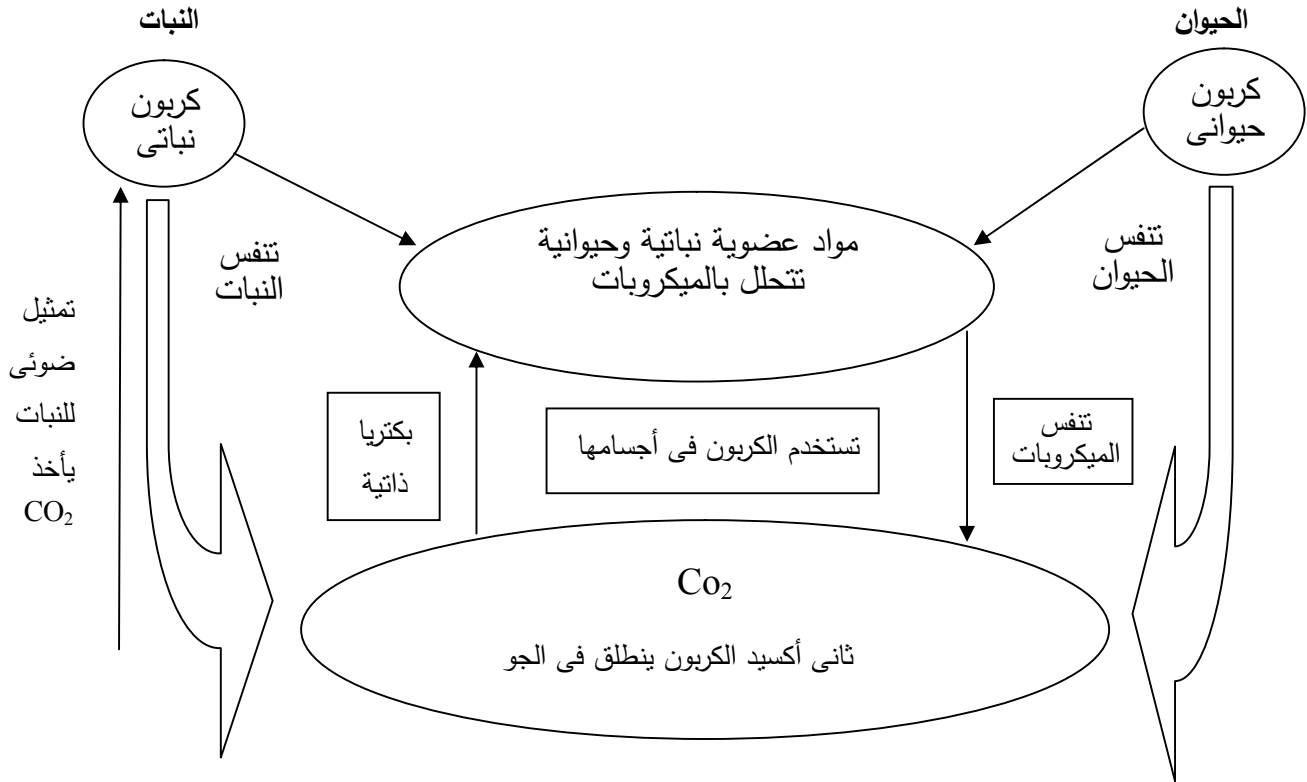 الحيوان
النبات
كربون
حيوانى
كربون
نباتى
مواد عضوية نباتية وحيوانية
تتحلل بالميكروبات
تنفس
الحيوان
تنفس
النبات
تمثيل
ضوئى
للنبات
يأخذ
CO₂
تنفس
الميكروبات
تستخدم الكربون فى أجسامها
بكتريا
ذاتية
Co₂
ثانى أكسيد الكربون ينطلق فى الجو